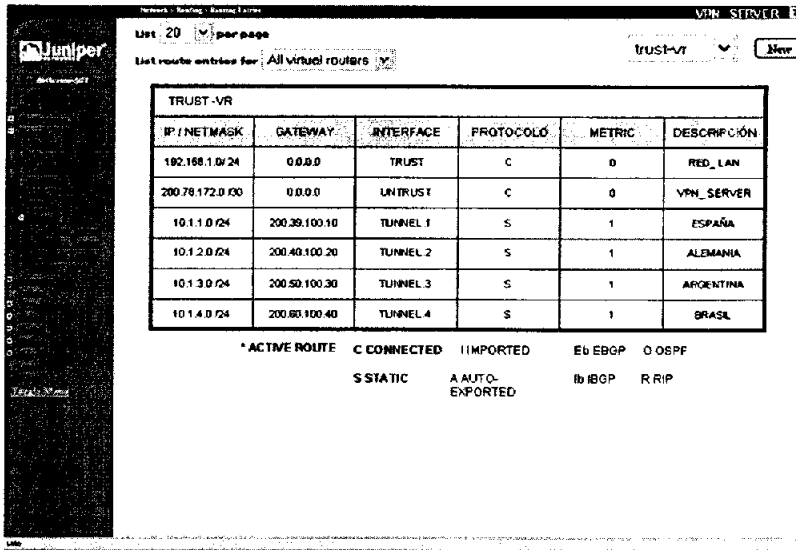 Network > Routing > Routing Entries
VPN SERVER
List 20 per page
List route entries for All virtual routers
trust-vr
New
Juniper
TRUST-VR
IP / NETMASK GATEWAY INTERFACE PROTOCOLO METRIC DESCRIPCIÓN
192.168.1.0/ 24 0.0.0.0 TRUST C 0 RED_LAN
200.78.172.0 /30 0.0.0.0 UNTRUST C 0 VPN_SERVER
10.1.1.0 /24 200.39.100.10 TUNNEL.1 S 1 ESPAÑA
10.1.2.0 /24 200.40.100.20 TUNNEL.2 S 1 ALEMANIA
10.1.3.0 /24 200.50.100.30 TUNNEL.3 S 1 ARGENTINA
10.1.4.0 /24 200.60.100.40 TUNNEL.4 S 1 BRASIL
* ACTIVE ROUTE C CONNECTED I IMPORTED Eb EBGP O OSPF
S STATIC A AUTO-EXPORTED Ib IBGP R RIP
Toggle Menu